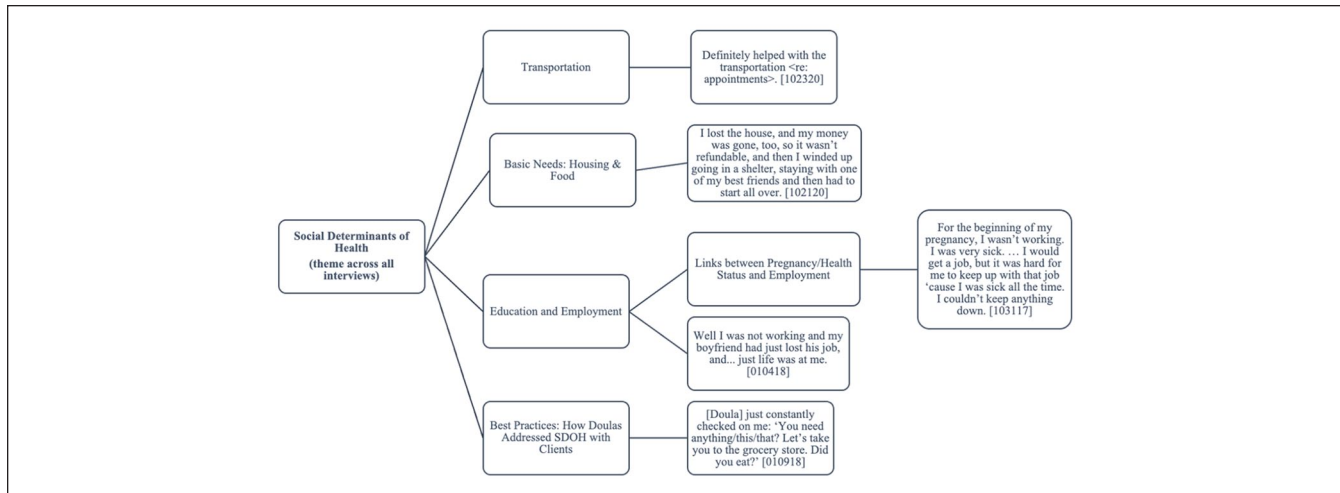 Social Determinants of
Health
(theme across all
interviews)
Transportation
Definitely helped with the
transportation <re:
appointments>. [102320]
Basic Needs: Housing &
Food
I lost the house, and my money
was gone, too, so it wasn’t
refundable, and then I winded up
going in a shelter, staying with one
of my best friends and then had to
start all over. [102120]
Education and Employment
Links between Pregnancy/Health
Status and Employment
For the beginning of my
pregnancy, I wasn’t working.
I was very sick. … I would
get a job, but it was hard for
me to keep up with that job
‘cause I was sick all the time.
I couldn’t keep anything
down. [103117]
Well I was not working and my
boyfriend had just lost his job,
and... just life was at me.
[010418]
Best Practices: How Doulas
Addressed SDOH with
Clients
[Doula] just constantly
checked on me: ‘You need
anything/this/that? Let’s take
you to the grocery store. Did
you eat?’ [010918]